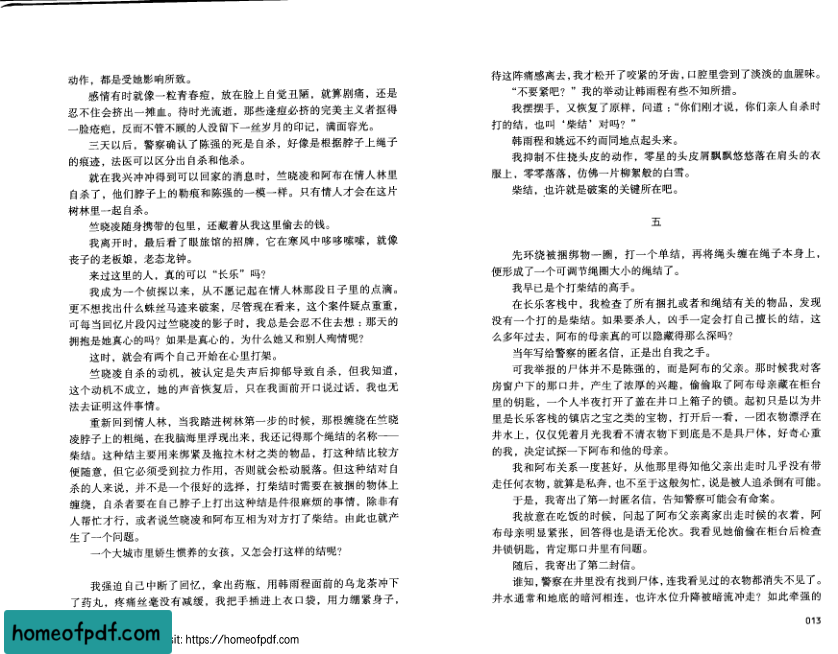 动作，都是受她影响所致。
感情有时就像一粒青春痘，放在脸上自觉丑陋，就算剧痛，还是
忍不住会挤出一摊血。待时光流逝，那些逢痘必挤的完美主义者抠得
一脸疮疤，反而不管不顾的人没留下一丝岁月的印记，满面容光。
三天以后，警察确认了陈强的死是自杀，好像是根据脖子上绳子
的痕迹，法医可以区分出自杀和他杀。
就在我兴冲冲得到可以回家的消息时，竺晓凌和阿布在情人林里
自杀了，他们脖子上的勒痕和陈强的一模一样。只有情人才会在这片
树林里一起自杀。
竺晓凌随身携带的包里，还藏着从我这里偷去的钱。
我离开时，最后看了眼旅馆的招牌，它在寒风中哆哆嗦嗦，就像
丧子的老板娘，老态龙钟。
来过这里的人，真的可以“长乐”吗？
我成为一个侦探以来，从不愿记起在情人林那段日子里的点滴。
更不想找出什么蛛丝马迹来破案，尽管现在看来，这个案件疑点重重，
可每当回忆片段闪过竺晓凌的影子时，我总是会忍不住去想：那天的
拥抱是她真心的吗？如果是真心的，为什么她又和别人殉情呢？
这时，就会有两个自己开始在心里打架。
竺晓凌自杀的动机，被认定是失声后抑郁导致自杀，但我知道，
这个动机不成立，她的声音恢复后，只在我面前开口说过话，我也无
法去证明这件事情。
重新回到情人林，当我踏进树林第一步的时候，那根缠绕在竺晓
凌脖子上的粗绳，在我脑海里浮现出来，我还记得那个绳结的名称——
柴结。这种结主要用来绑紧及拖拉木材之类的物品，打这种结比较方
便随意，但它必须受到拉力作用，否则就会松动脱落。但这种结对自
杀的人来说，并不是一个很好的选择，打柴结时需要在被捆的物体上
缠绕，自杀者要在自己脖子上打出这种结是件很麻烦的事情，除非有
人帮忙才行，或者说竺晓凌和阿布互相为对方打了柴结。由此也就产
生了一个问题。
一个大城市里娇生惯养的女孩，又怎会打这样的结呢？
我强迫自己中断了回忆，拿出药瓶，用韩雨程面前的乌龙茶冲下
了药丸，疼痛丝毫没有减缓，我把手插进上衣口袋，用力绷紧身子，
待这阵痛感离去，我才松开了咬紧的牙齿，口腔里尝到了淡淡的血腥味。
“不要紧吧？”我的举动让韩雨程有些不知所措。
我摆摆手，又恢复了原样，问道：“你们刚才说，你们亲人自杀时
打的结，也叫‘柴结’对吗？”
韩雨程和姚远不约而同地点起头来。
我抑制不住挠头皮的动作，零星的头皮屑飘飘悠悠落在肩头的衣
服上，零零落落，仿佛一片柳絮般的白雪。
柴结，也许就是破案的关键所在吧。
五
先环绕被捆绑物一圈，打一个单结，再将绳头缠在绳子本身上，
便形成了一个可调节绳圈大小的绳结了。
我早已是个打柴结的高手。
在长乐客栈中，我检查了所有捆扎或者和绳结有关的物品，发现
没有一个打的是柴结。如果要杀人，凶手一定会打自己擅长的结，这
么多年过去，阿布的母亲真的可以隐藏得那么深吗？
当年写给警察的匿名信，正是出自我之手。
可我举报的尸体并不是陈强的，而是阿布的父亲。那时候我对客
房窗户下的那口井，产生了浓厚的兴趣，偷偷取了阿布母亲藏在柜台
里的钥匙，一个人半夜打开了盖在井口上箱子的锁。起初只是以为井
里是长乐客栈的镇店之宝之类的宝物，打开后一看，一团衣物漂浮在
井水上，仅仅凭着月光我看不清衣物下到底是不是具尸体，好奇心重
的我，决定试探一下阿布和他的母亲。
我和阿布关系一度甚好，从他那里得知他父亲出走时几乎没有带
走任何衣物，就算是私奔，也不至于这般匆忙，说是被人追杀倒有可能。
于是，我寄出了第一封匿名信，告知警察可能会有命案。
我故意在吃饭的时候，问起了阿布父亲离家出走时候的衣着，阿
布母亲明显紧张，回答得也是语无伦次。我看见她偷偷在柜台后检查
井锁钥匙，肯定那口井里有问题。
随后，我寄出了第二封信。
谁知，警察在井里没有找到尸体，连我看见过的衣物都消失不见了。
井水通常和地底的暗河相连，也许水位升降被暗流冲走？如此牵强的
013
homeofpdf.com
sit: https://homeofpdf.com